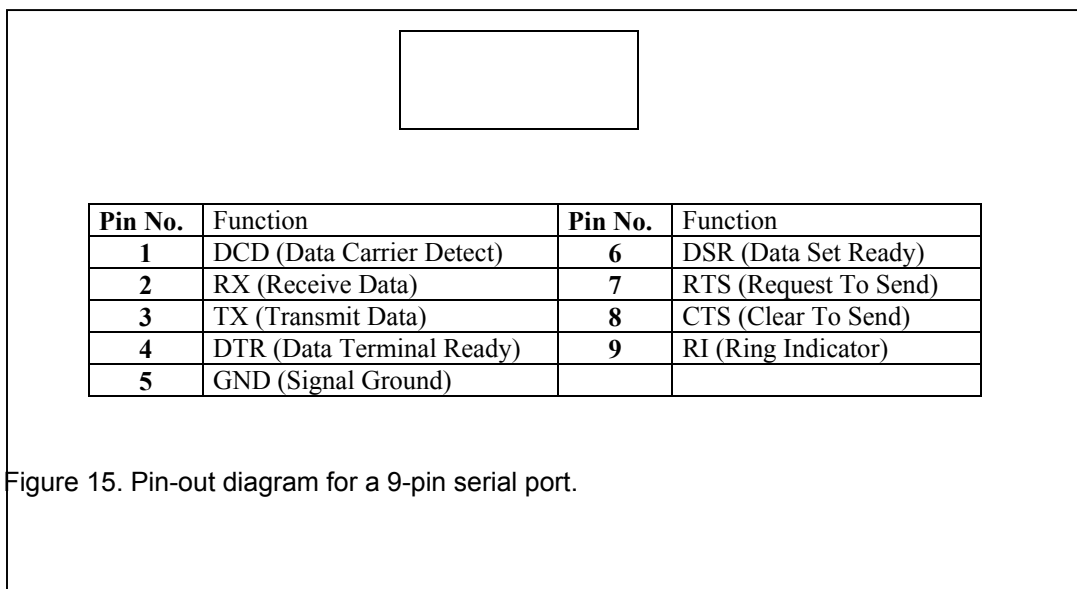 Pin No. Function Pin No. Function
1 DCD (Data Carrier Detect) 6 DSR (Data Set Ready)
2 RX (Receive Data) 7 RTS (Request To Send)
3 TX (Transmit Data) 8 CTS (Clear To Send)
4 DTR (Data Terminal Ready) 9 RI (Ring Indicator)
5 GND (Signal Ground)
Figure 15. Pin-out diagram for a 9-pin serial port.